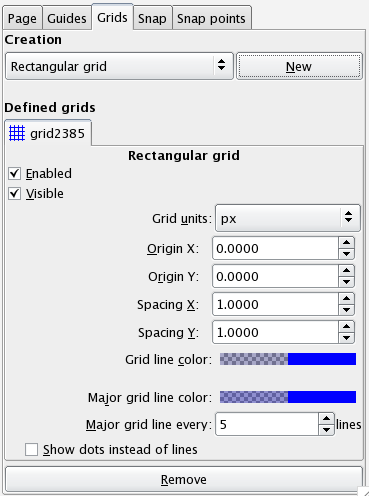 Page Guides Grids Snap Snap points
Creation
Rectangular grid New
Defined grids
grid2385
Rectangular grid
Enabled
Visible
Grid units: px
Origin X: 0.0000
Origin Y: 0.0000
Spacing X: 1.0000
Spacing Y: 1.0000
Grid line color:
Major grid line color:
Major grid line every: 5 lines
Show dots instead of lines
Remove